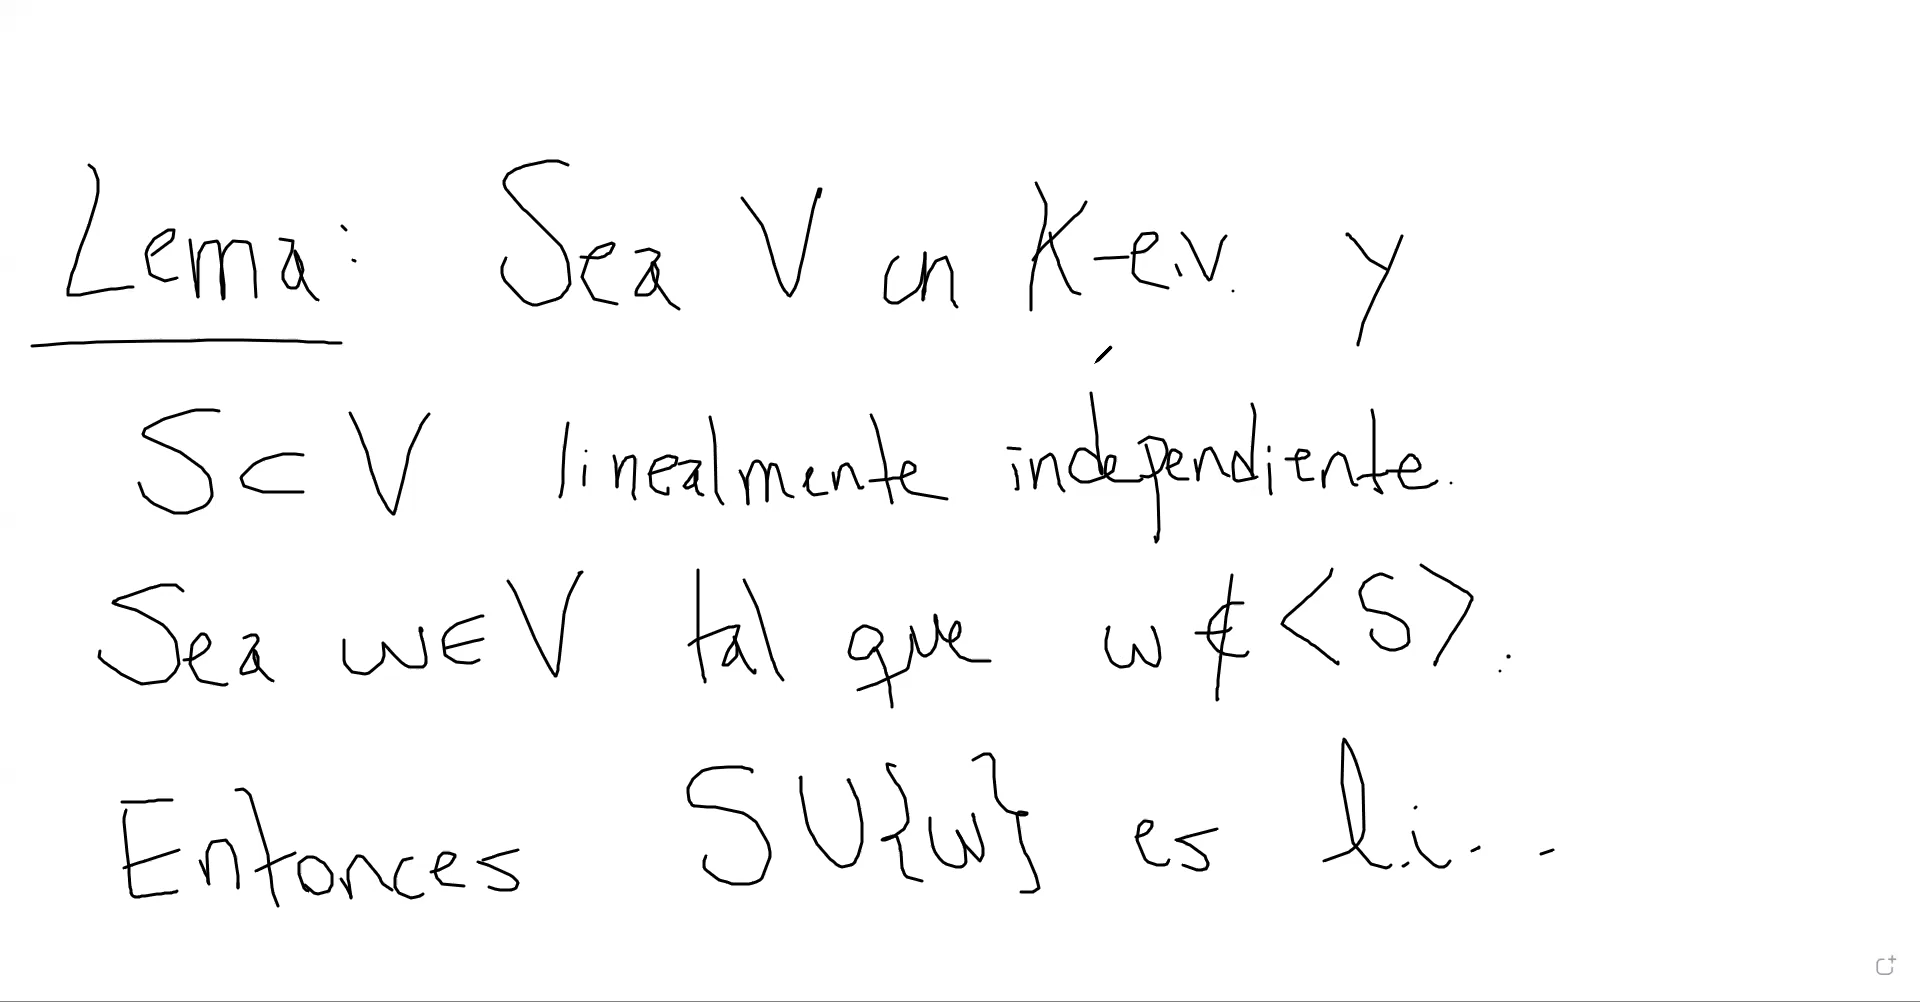 Lema: Sea V un K-e.v. y
S ⊂ V linealmente independiente.
Sea w ∈ V tal que w ∉ <S>.
Entonces S ∪ {w} es l.i..